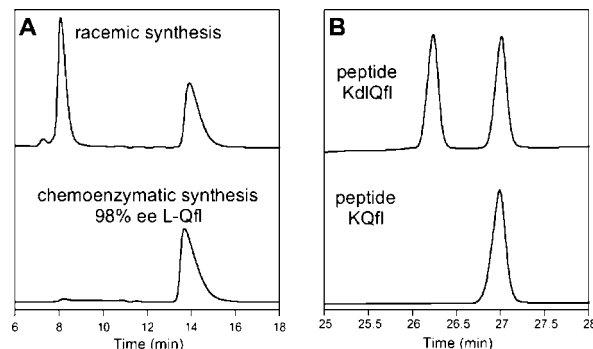 A
racemic synthesis
chemoenzymatic synthesis
98% ee L-Qfl
6 8 10 12 14 16 18
Time (min)
B
peptide
KdlQfl
peptide
KQfl
25 25.5 26 26.5 27 27.5 28
Time (min)